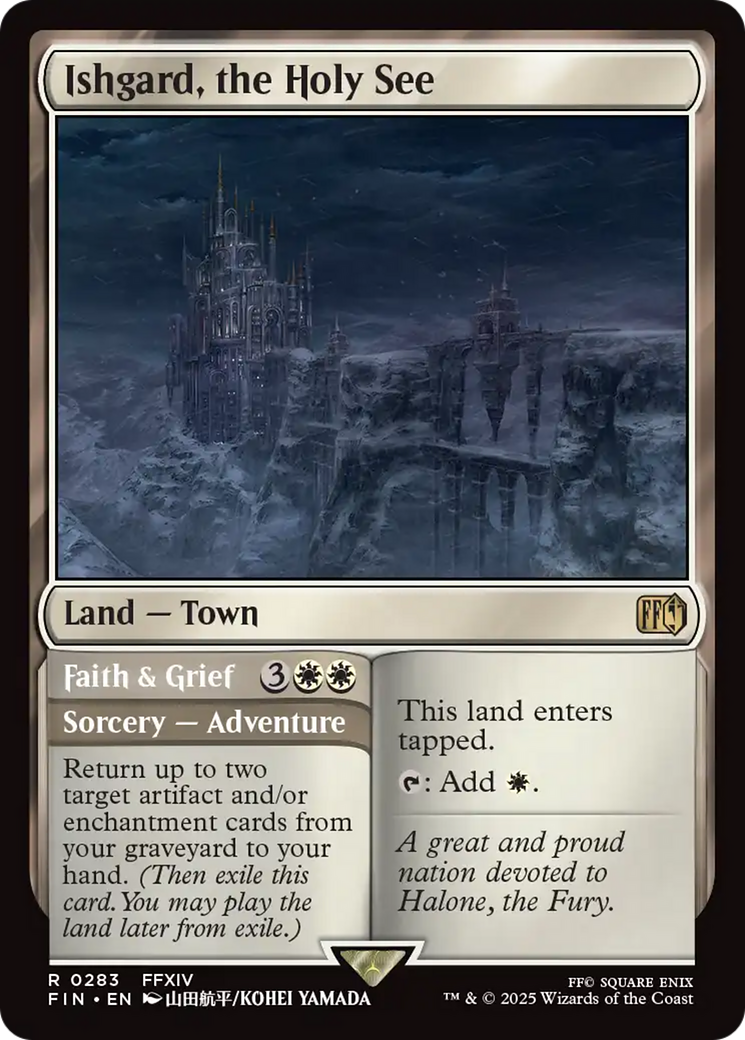 Ishgard, the Holy See
Land — Town
FF
Faith & Grief 3
Sorcery — Adventure
Return up to two
target artifact and/or
enchantment cards from
your graveyard to your
hand. (Then exile this
card. You may play the
land later from exile.)
This land enters
tapped.
: Add .
A great and proud
nation devoted to
Halone, the Fury.
R 0283 FFXIV
FIN • EN 山田航平/KOHEI YAMADA
FF© SQUARE ENIX
™ & © 2025 Wizards of the Coast